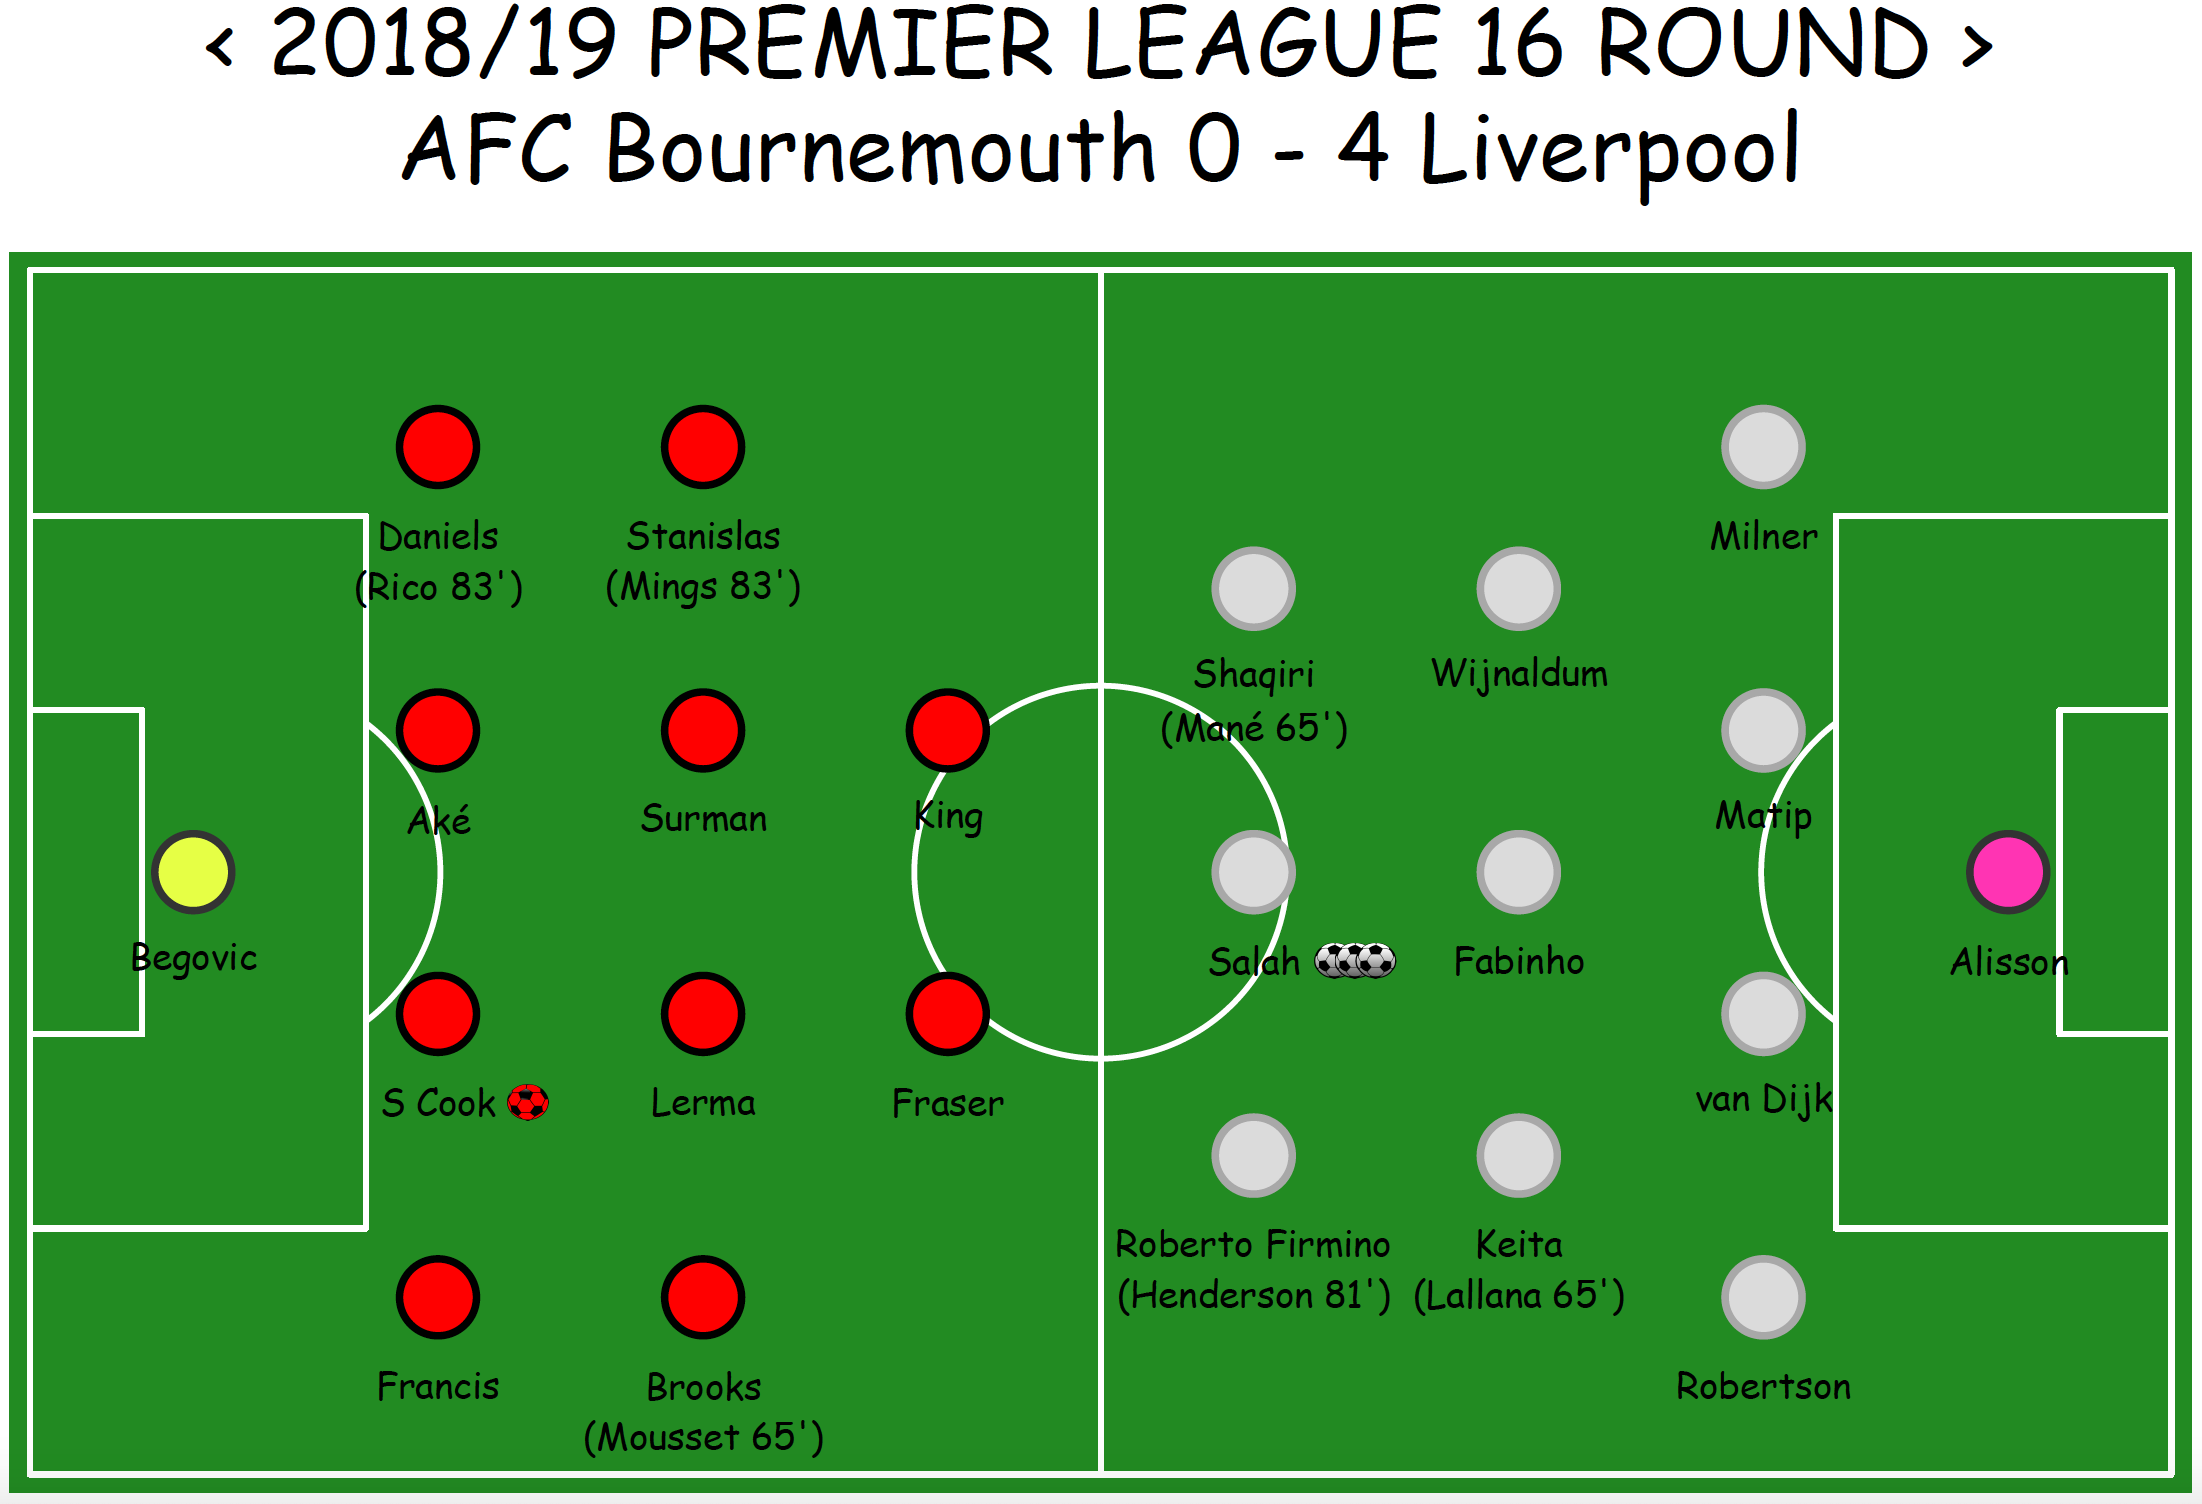 < 2018/19 PREMIER LEAGUE 16 ROUND >
AFC Bournemouth 0 - 4 Liverpool
Daniels
(Rico 83')
Stanislas
(Mings 83')
Aké
Surman
King
Begovic
S Cook
Lerma
Fraser
Francis
Brooks
(Mousset 65')
Shaqiri
(Mané 65')
Wijnaldum
Milner
Matip
Salah
Fabinho
Alisson
van Dijk
Roberto Firmino
(Henderson 81')
Keita
(Lallana 65')
Robertson